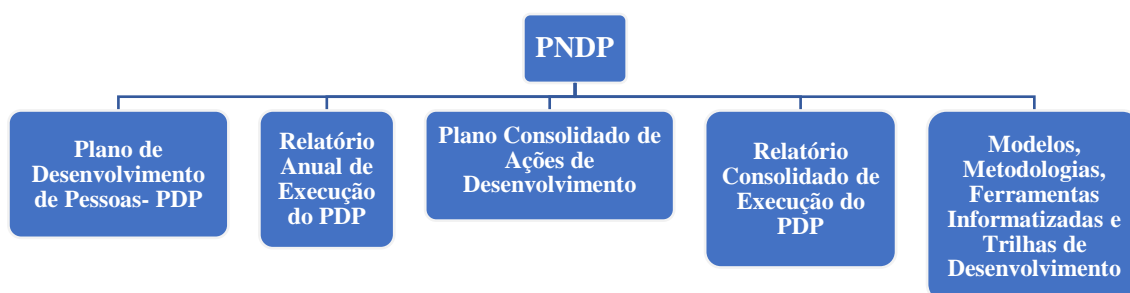 PNDP
Plano de
Desenvolvimento
de Pessoas- PDP
Relatório
Anual de
Execução
do PDP
Plano Consolidado de
Ações de
Desenvolvimento
Relatório
Consolidado de
Execução do
PDP
Modelos,
Metodologias,
Ferramentas
Informatizadas e
Trilhas de
Desenvolvimento